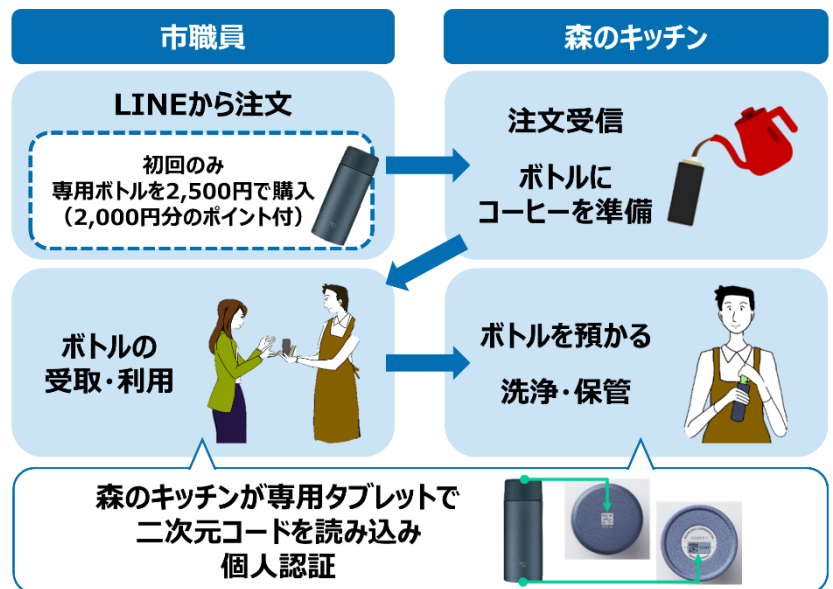 市職員
森のキッチン
LINEから注文
初回のみ
専用ボトルを2,500円で購入
（2,000円分のポイント付）
注文受信
ボトルに
コーヒーを準備
ボトルの
受取・利用
ボトルを預かる
洗浄・保管
森のキッチンが専用タブレットで
二次元コードを読み込み
個人認証